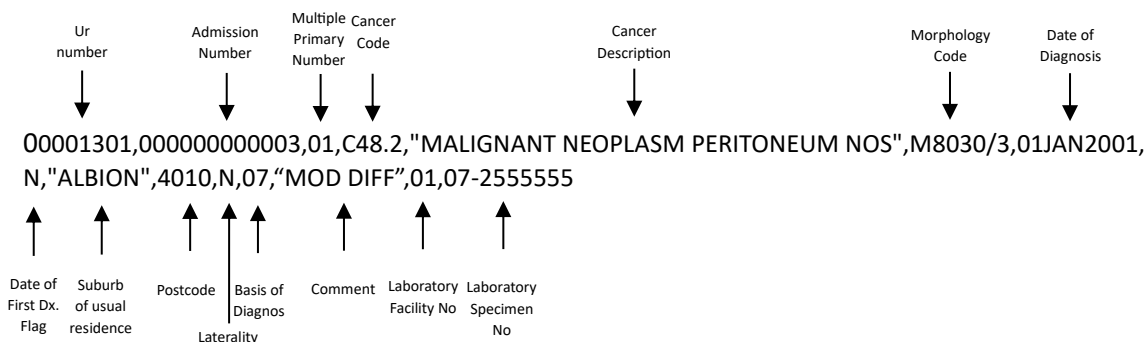 Ur
number
Admission
Number
Multiple
Primary
Number
Cancer
Code
Cancer
Description
Morphology
Code
Date of
Diagnosis
00001301,000000000003,01,C48.2,"MALIGNANT NEOPLASM PERITONEUM NOS",M8030/3,01JAN2001,
N,"ALBION",4010,N,07,“MOD DIFF”,01,07-2555555
Date of
First Dx.
Flag
Suburb
of usual
residence
Postcode
Laterality
Basis of
Diagnos
Comment
Laboratory
Facility No
Laboratory
Specimen
No